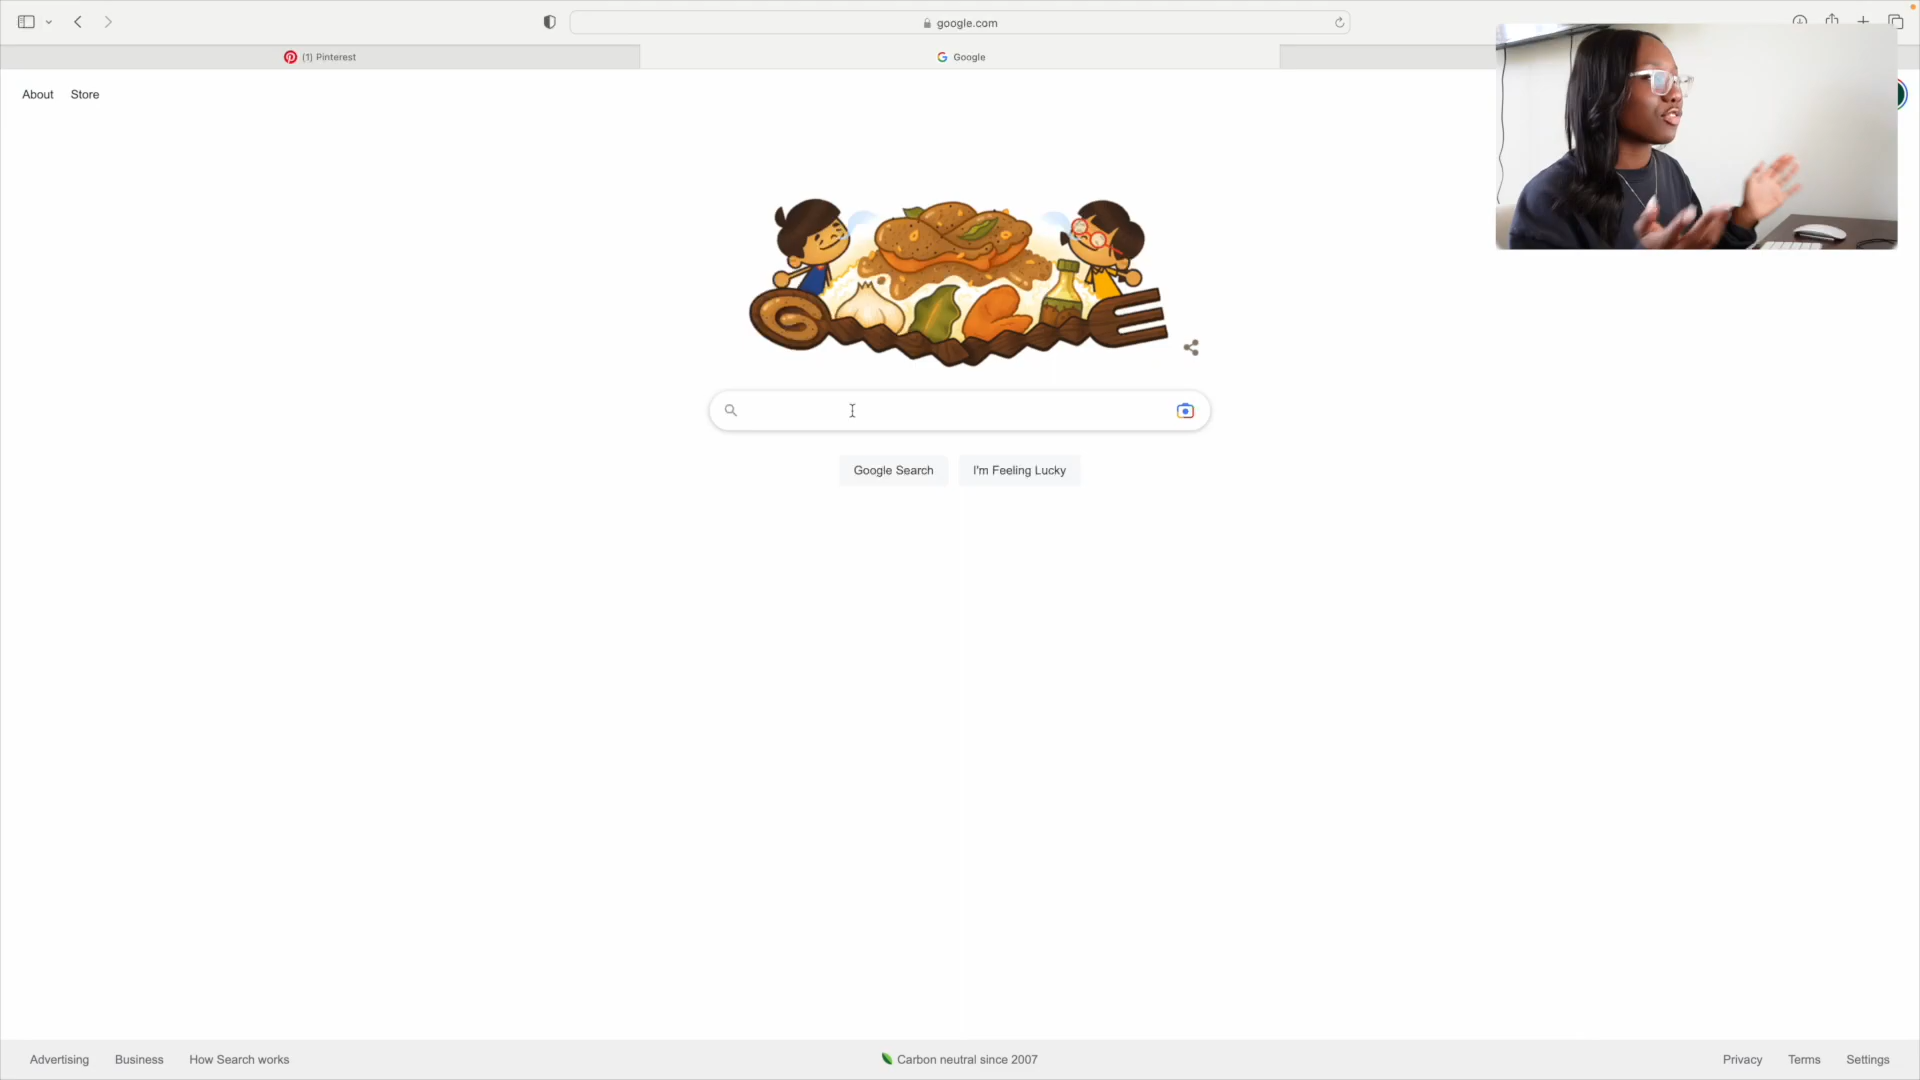 google.com
(1) Pinterest
Google
About
Store
Google Search
I'm Feeling Lucky
Advertising
Business
How Search works
Carbon neutral since 2007
Privacy
Terms
Settings